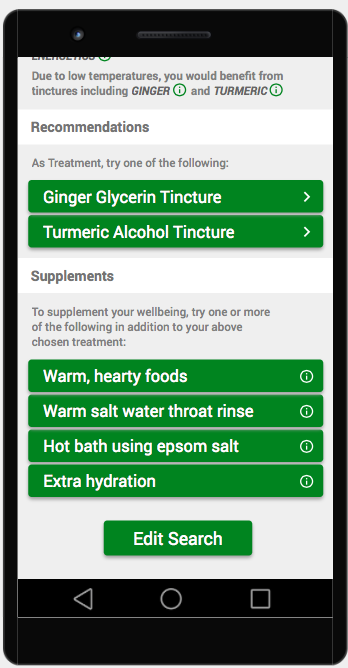 ENERGETICS
Due to low temperatures, you would benefit from
tinctures including GINGER and TURMERIC
Recommendations
As Treatment, try one of the following:
Ginger Glycerin Tincture
Turmeric Alcohol Tincture
Supplements
To supplement your wellbeing, try one or more
of the following in addition to your above
chosen treatment:
Warm, hearty foods
Warm salt water throat rinse
Hot bath using epsom salt
Extra hydration
Edit Search